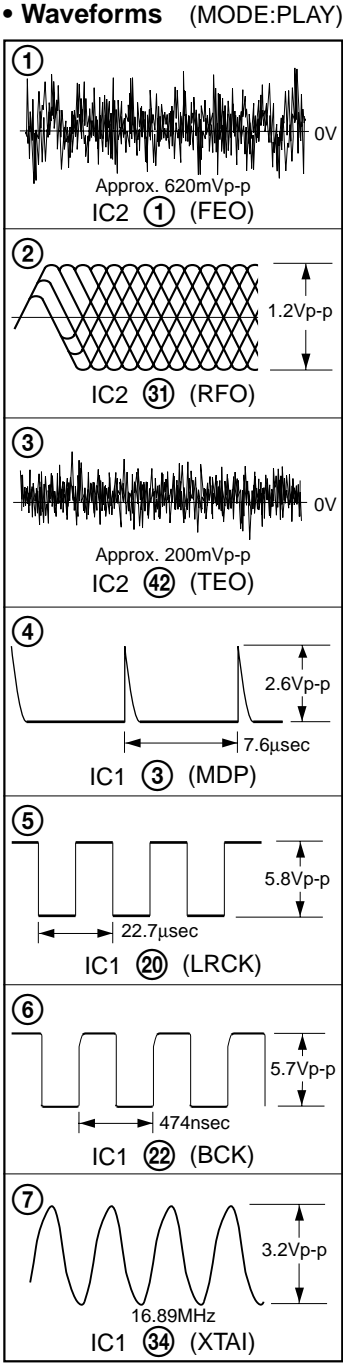 • Waveforms (MODE:PLAY)
1
0V
Approx. 620mVp-p
IC2 1 (FEO)
2
1.2Vp-p
IC2 31 (RFO)
3
0V
Approx. 200mVp-p
IC2 42 (TEO)
4
2.6Vp-p
7.6µsec
IC1 3 (MDP)
5
5.8Vp-p
22.7µsec
IC1 20 (LRCK)
6
5.7Vp-p
474nsec
IC1 22 (BCK)
7
3.2Vp-p
16.89MHz
IC1 34 (XTAI)